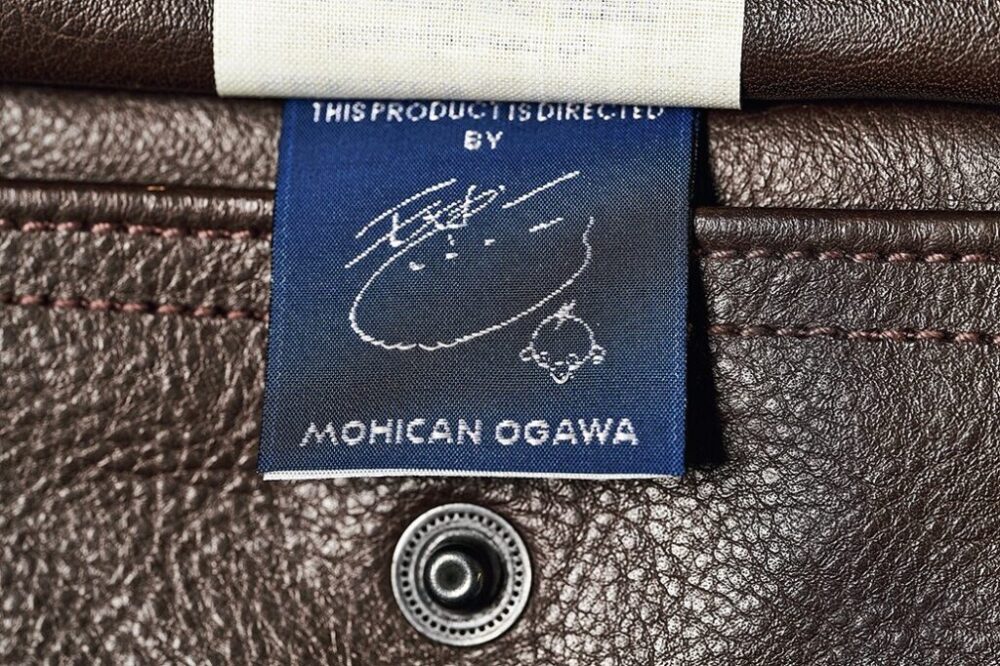 THIS PRODUCT IS DIRECTED
BY
MOHICAN OGAWA